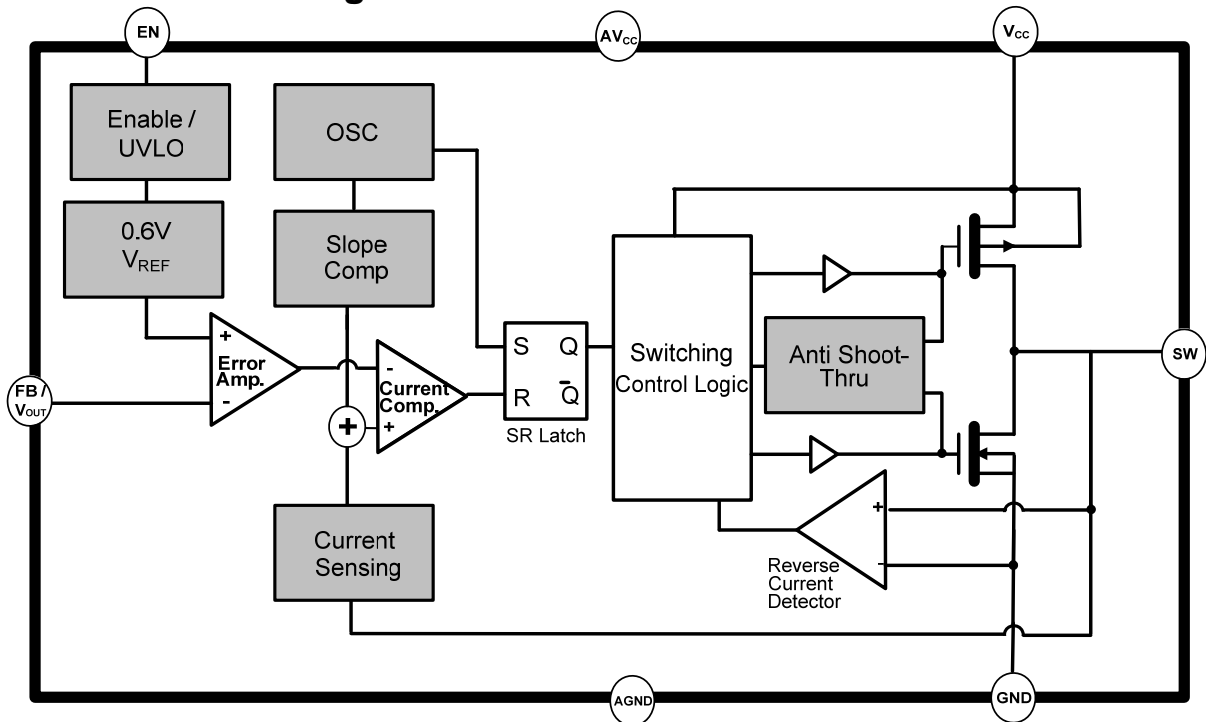 EN
AVCC
VCC
Enable /
UVLO
OSC
0.6V
VREF
Slope
Comp
+
Error
Amp.
-
-
Current
Comp.
+
+
S Q
R Q̄
SR Latch
Switching
Control Logic
Anti Shoot-
Thru
SW
FB /
VOUT
Current
Sensing
+
-
Reverse
Current
Detector
AGND
GND